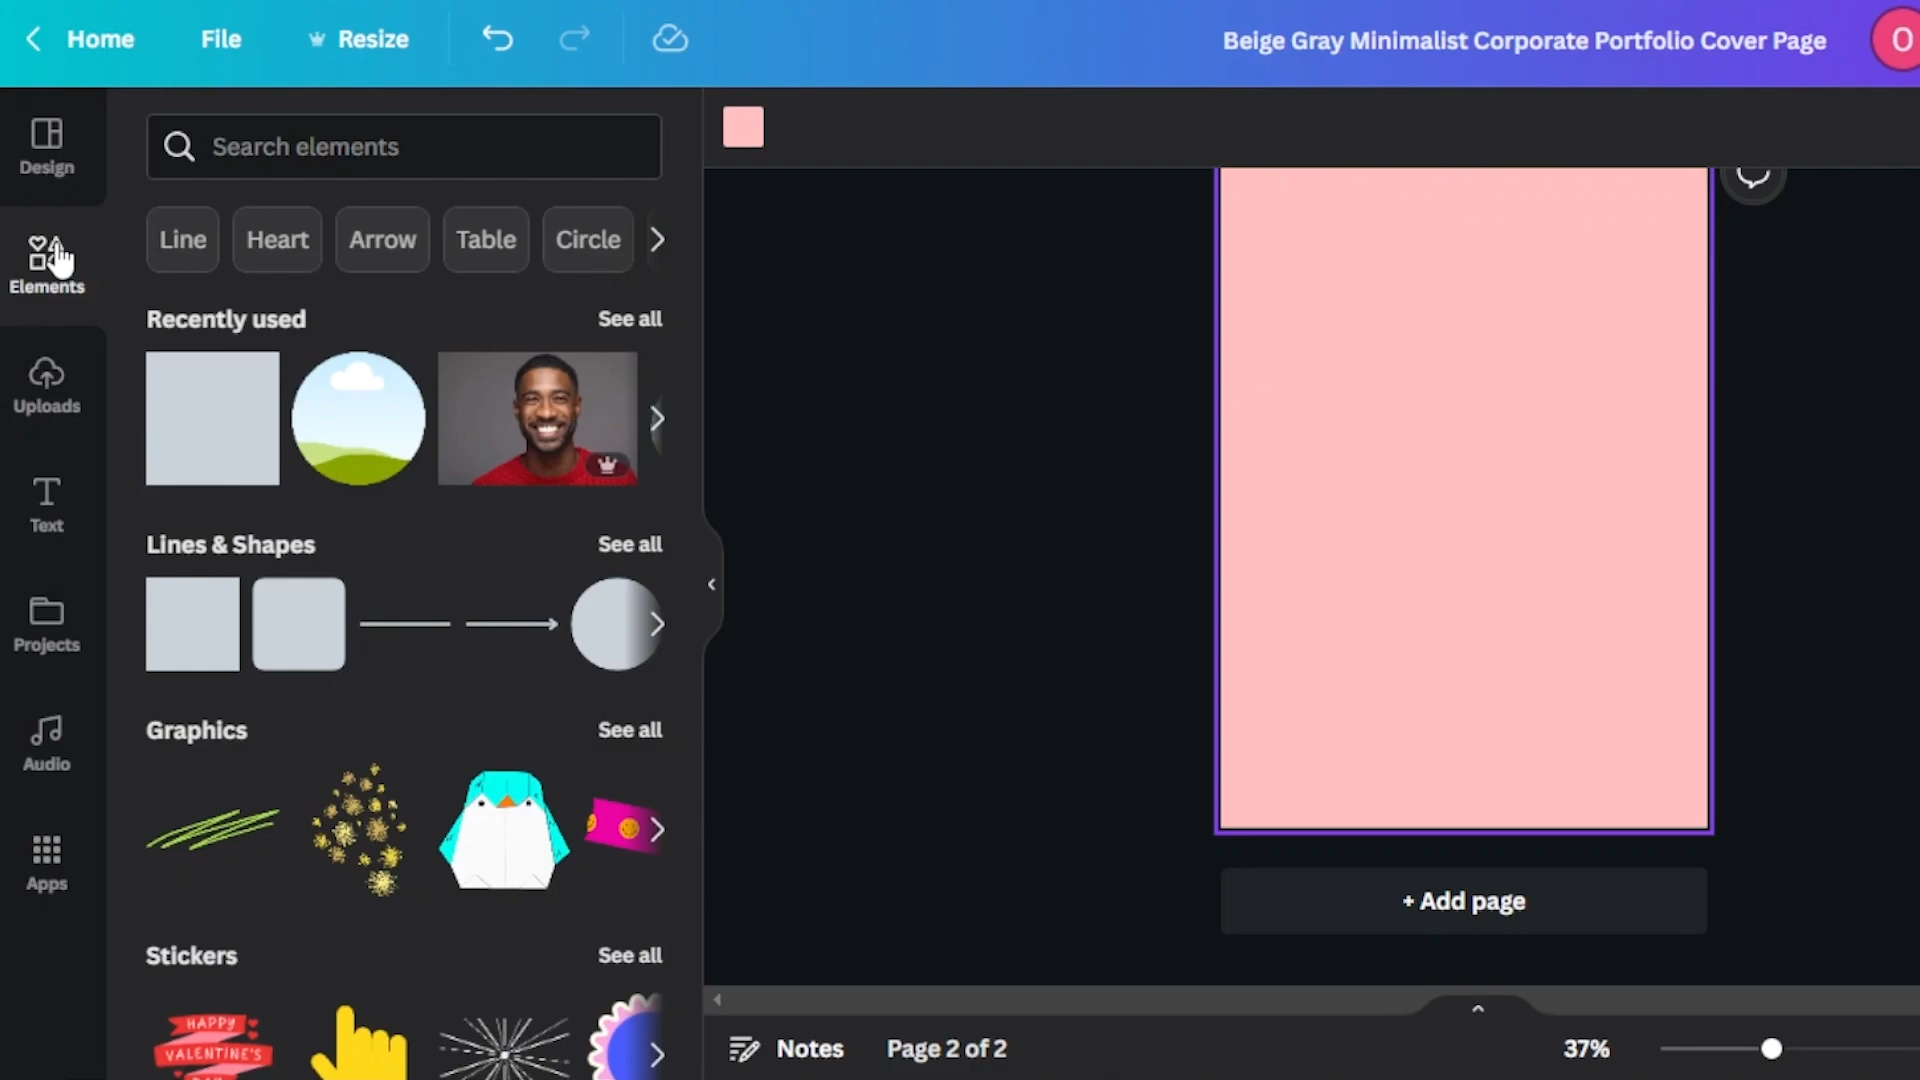 Home
File
Resize
Beige Gray Minimalist Corporate Portfolio Cover Page
O
Design
Elements
Uploads
Text
Projects
Audio
Apps
Search elements
Line
Heart
Arrow
Table
Circle
Recently used
See all
Lines & Shapes
See all
Graphics
See all
Stickers
See all
HAPPY
VALENTINE'S
+ Add page
Notes
Page 2 of 2
37%